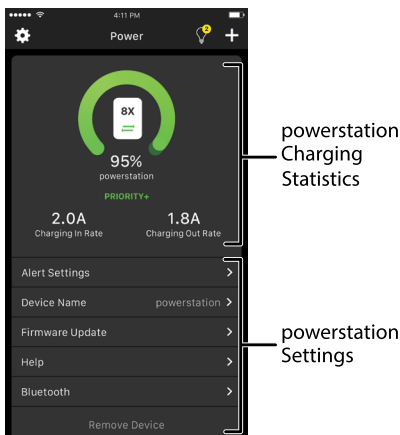 4:11 PM
Power
2
8X
95%
powerstation
PRIORITY+
2.0A
1.8A
Charging In Rate
Charging Out Rate
powerstation
Charging
Statistics
Alert Settings
Device Name powerstation
Firmware Update
Help
Bluetooth
Remove Device
powerstation
Settings